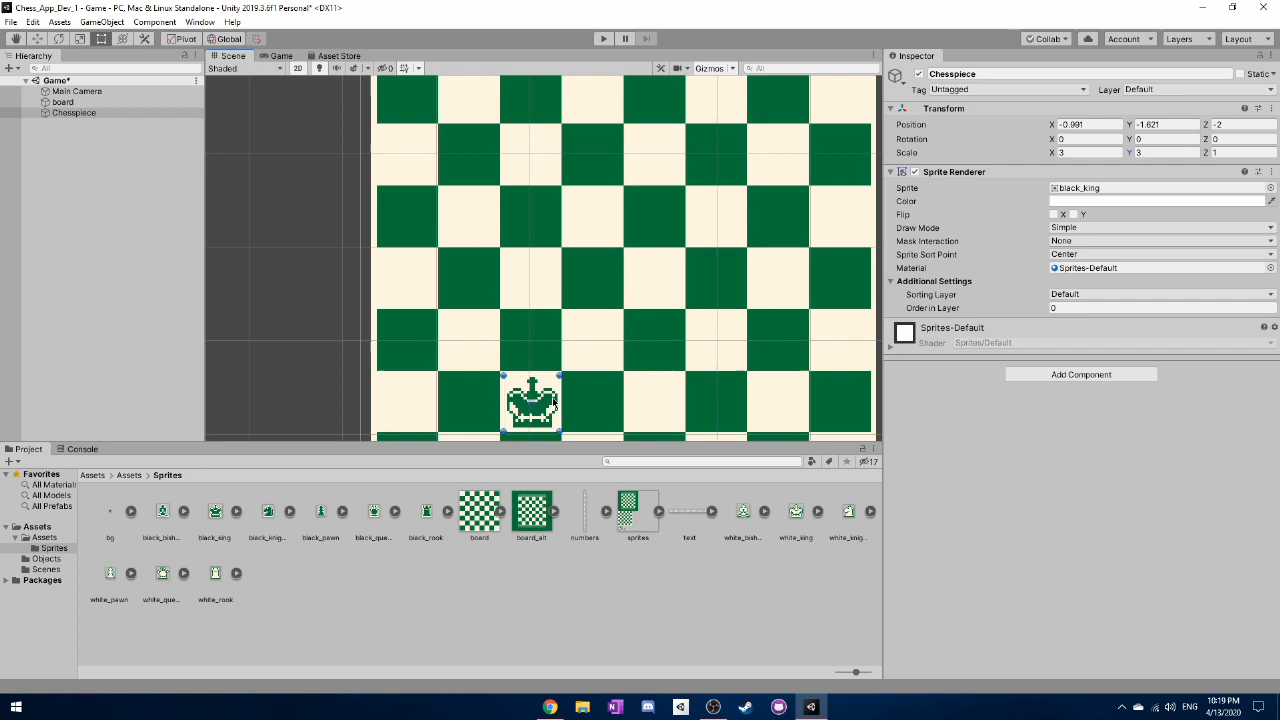 Chess_App_Dev_1 - Game - PC, Mac & Linux Standalone - Unity 2019.3.6f1 Personal* <DX11>
File Edit Assets GameObject Component Window Help
Pivot Global Collab Account Layers Layout
Hierarchy Scene Game Asset Store Inspector
All Shaded 2D 0 Gizmos All
Game*
Main Camera
board
Chesspiece
Chesspiece Static
Tag Untagged Layer Default
Transform
Position X -0.991 Y -1.621 Z -2
Rotation X 0 Y 0 Z 0
Scale X 3 Y 3 Z 1
Sprite Renderer
Sprite black_king
Color
Flip X Y
Draw Mode Simple
Mask Interaction None
Sprite Sort Point Center
Material Sprites-Default
Additional Settings
Sorting Layer Default
Order in Layer 0
Sprites-Default
Shader Sprites/Default
Add Component
Project Console
17
Favorites
All Materials
All Models
All Prefabs
Assets
Assets
Sprites
Objects
Scenes
Packages
Assets Assets Sprites
bg black_bish... black_king black_knig... black_pawn black_que... black_rook board board_alt numbers sprites text white_bish... white_king white_knig...
white_pawn white_que... white_rook
ENG 10:19 PM
4/13/2020